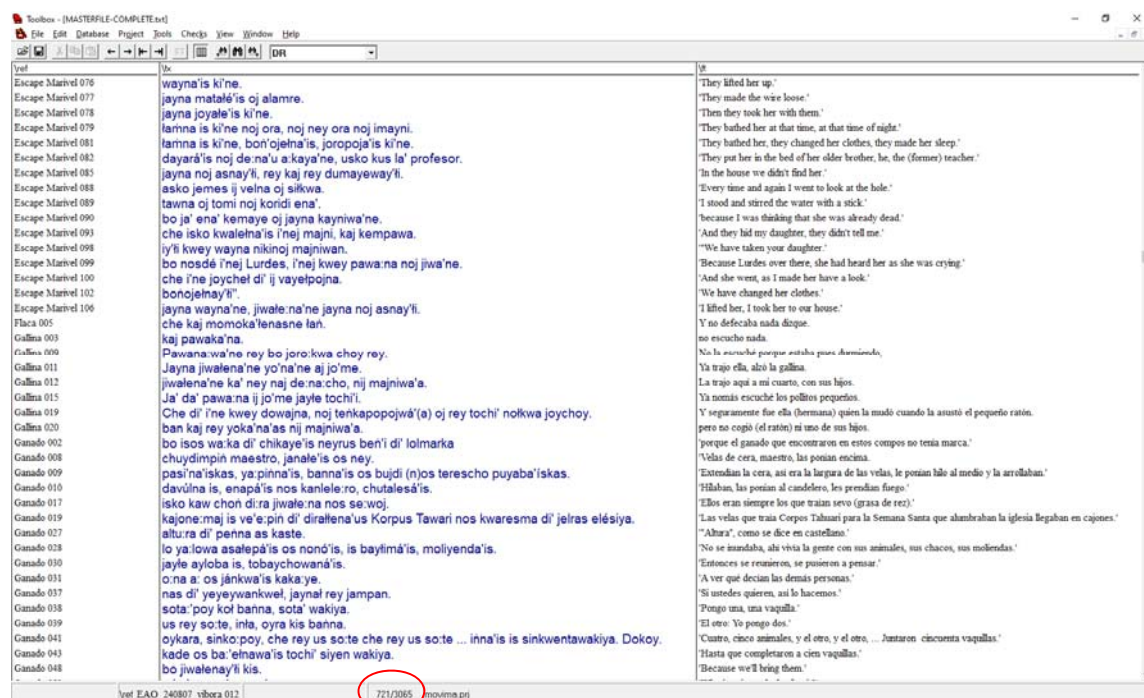 Toolbox - [MASTERFILE-COMPLETE.txt]
File Edit Database Project Tools Checks View Window Help
DR
\ref \tx \ft
Escape Marivel 076 wayna'is ki'ne. 'They lifted her up.'
Escape Marivel 077 jayna matałé'is oj alamre. 'They made the wire loose.'
Escape Marivel 078 jayna joyałe'is ki'ne. 'Then they took her with them.'
Escape Marivel 079 łaṁna is ki'ne noj ora, noj ney ora noj imayni. 'They bathed her at that time, at that time of night.'
Escape Marivel 081 łaṁna is ki'ne, boṅ'ojełna'is, joropoja'is ki'ne. 'They bathed her, they changed her clothes, they made her sleep.'
Escape Marivel 082 dayará'is noj de:na'u a:kaya'ne, usko kus la' profesor. 'They put her in the bed of her older brother, he, the (former) teacher.'
Escape Marivel 085 jayna noj asnay'łi, rey kaj rey dumayeway'łi. 'In the house we didn't find her.'
Escape Marivel 088 asko jemes ij velna oj siłkwa. 'Every time and again I went to look at the hole.'
Escape Marivel 089 tawna oj tomi noj koridi ena'. 'I stood and stirred the water with a stick.'
Escape Marivel 090 bo ja' ena' kemaye oj jayna kayniwa'ne. 'because I was thinking that she was already dead.'
Escape Marivel 093 che isko kwalełna'is i'nej majni, kaj kempawa. 'And they hid my daughter, they didn't tell me.'
Escape Marivel 098 iy'łi kwey wayna nikinoj majniwan. '"We have taken your daughter.'
Escape Marivel 099 bo nosdé i'nej Lurdes, i'nej kwey pawa:na noj jiwa'ne. 'Because Lurdes over there, she had heard her as she was crying.'
Escape Marivel 100 che i'ne joycheł di' ij vayełpojna. 'And she went, as I made her have a look.'
Escape Marivel 102 boṅojełnay'łi". 'We have changed her clothes.'
Escape Marivel 106 jayna wayna'ne, jiwałe:na'ne jayna noj asnay'łi. 'I lifted her, I took her to our house.'
Flaca 005 che kaj momoka'łenasne łaṅ. Y no defecaba nada dizque.
Gallina 003 kaj pawaka'na. no escucho nada.
Gallina 009 Pawana:wa'ne rey bo joro:kwa choy rey. No la escuché porque estaba pues durmiendo,
Gallina 011 Jayna jiwałena'ne yo'na'ne aj jo'me. Ya trajo ella, alzó la gallina.
Gallina 012 jiwałena'ne ka' ney naj de:na:cho, nij majniwa'a. La trajo aquí a mi cuarto, con sus hijos.
Gallina 015 Ja' da' pawa:na ij jo'me jayłe tochi'i. Ya nomás escuché los pollitos pequeños.
Gallina 019 Che di' i'ne kwey dowajna, noj teṅkapopojwá'(a) oj rey tochi' nołkwa joychoy. Y seguramente fue ella (hermana) quien la mudó cuando la asustó el pequeño ratón.
Gallina 020 ban kaj rey yoka'na'as nij majniwa'a. pero no cogió (el ratón) ni uno de sus hijos.
Ganado 002 bo isos wa:ka di' chikaye'is neyrus beṅ'i di' lolmarka 'porque el ganado que encontraron en estos compos no tenía marca.'
Ganado 008 chuydimpiṅ maestro, janałe'is os ney. 'Velas de cera, maestro, las ponían encima.
Ganado 009 pasi'na'iskas, ya:piṅna'is, banna'is os bujdi (n)os terescho puyaba'ískas. 'Extendían la cera, así era la largura de las velas, le ponían hilo al medio y la arrollaban.'
Ganado 010 davúlna is, enapá'is nos kanlele:ro, chutalesá'is. 'Hilaban, las ponían al candelero, les prendían fuego.'
Ganado 017 isko kaw choṅ di:ra jiwałe:na nos se:woj. 'Ellos eran siempre los que traían sevo (grasa de rez).'
Ganado 019 kajone:maj is ve'e:piṅ di' dirałłena'us Korpus Tawari nos kwaresma di' jelras elésiya. 'Las velas que traía Corpos Tahuari para la Semana Santa que alumbraban la iglesia llegaban en cajones.'
Ganado 027 altu:ra di' peṅna as kaste. '"Altura", como se dice en castellano.'
Ganado 028 lo ya:lowa asałepá'is os nonó'is, is bayłimá'is, moliyenda'is. 'No se inundaba, ahí vivía la gente con sus animales, sus chacos, sus moliendas.'
Ganado 030 jayłe ayloba is, tobaychowaná'is. 'Entonces se reunieron, se pusieron a pensar.'
Ganado 031 o:na a: os jánkwa'is kaka:ye. 'A ver qué decían las demás personas.'
Ganado 037 nas di' yeyeywankweł, jaynał rey jampan. 'Si ustedes quieren, así lo hacemos.'
Ganado 038 sota:'poy koł baṅna, sota' wakiya. 'Pongo una, una vaquilla.'
Ganado 039 us rey so:te, inła, oyra kis baṅna. 'El otro: Yo pongo dos.'
Ganado 041 oykara, sinko:poy, che rey us so:te che rey us so:te ... iṅna'is is sinkwentawakiya. Dokoy. 'Cuatro, cinco animales, y el otro, y el otro, ... Juntaron cincuenta vaquillas.'
Ganado 043 kade os ba:'ełnawa'is tochi' siyen wakiya. 'Hasta que completaron a cien vaquillas.'
Ganado 048 bo jiwałenay'łi kis. 'Because we'll bring them.'
\ref EAO_240807_vibora 012 721/3065 movima.prj